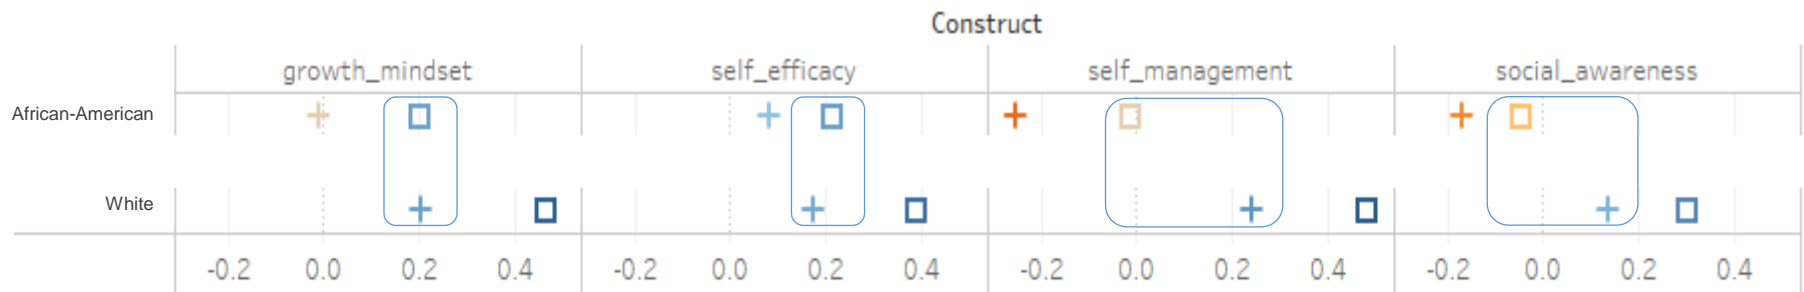 Construct
growth_mindset self_efficacy self_management social_awareness
African-American
White
-0.2 0.0 0.2 0.4 -0.2 0.0 0.2 0.4 -0.2 0.0 0.2 0.4 -0.2 0.0 0.2 0.4